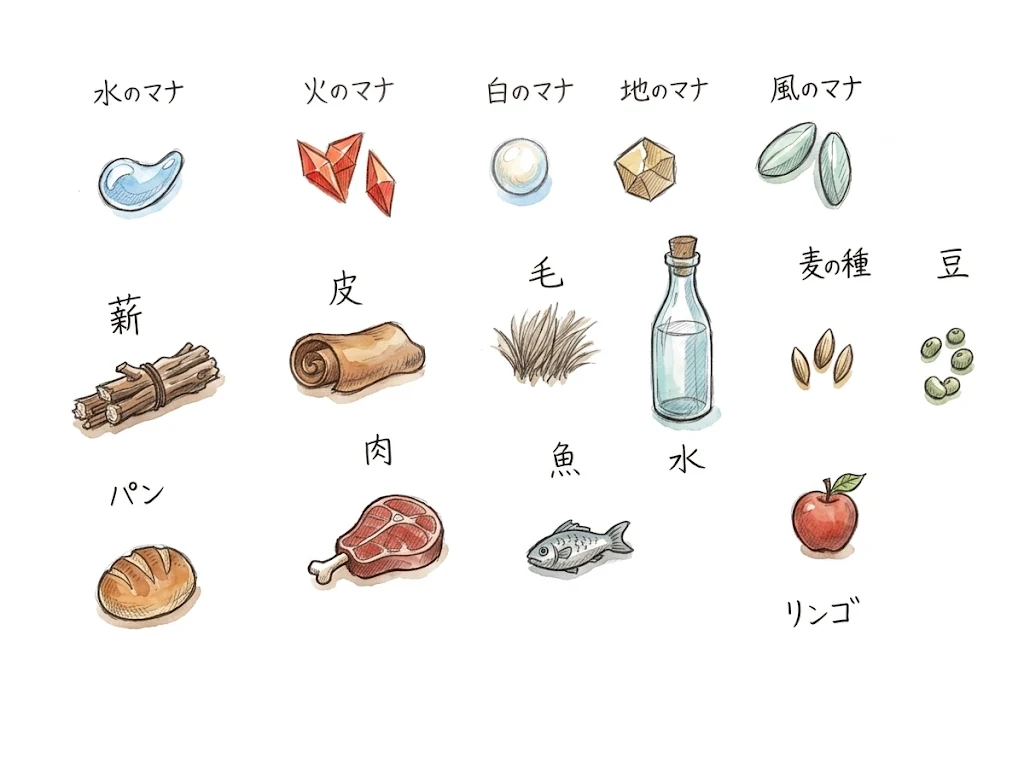 水のマナ
火のマナ
白のマナ
地のマナ
風のマナ
薪
皮
毛
麦の種
豆
パン
肉
魚
水
リンゴ